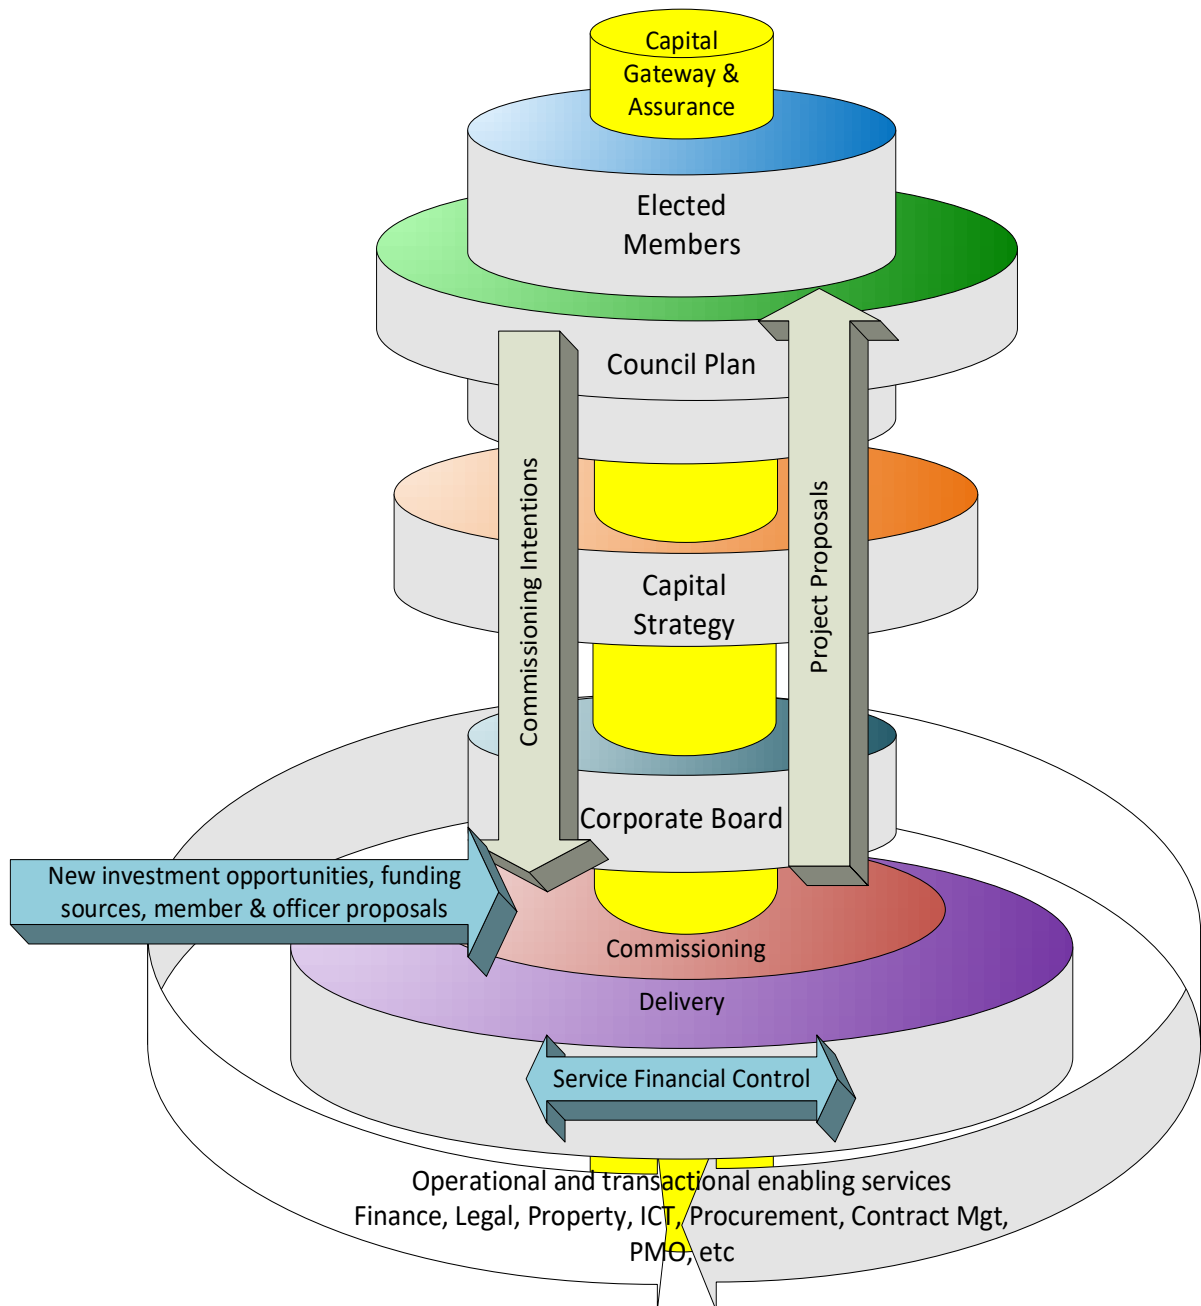 Capital
Gateway &
Assurance
Elected
Members
Council Plan
Commissioning Intentions
Project Proposals
Capital
Strategy
Corporate Board
New investment opportunities, funding
sources, member & officer proposals
Commissioning
Delivery
Service Financial Control
Operational and transactional enabling services
Finance, Legal, Property, ICT, Procurement, Contract Mgt,
PMO, etc